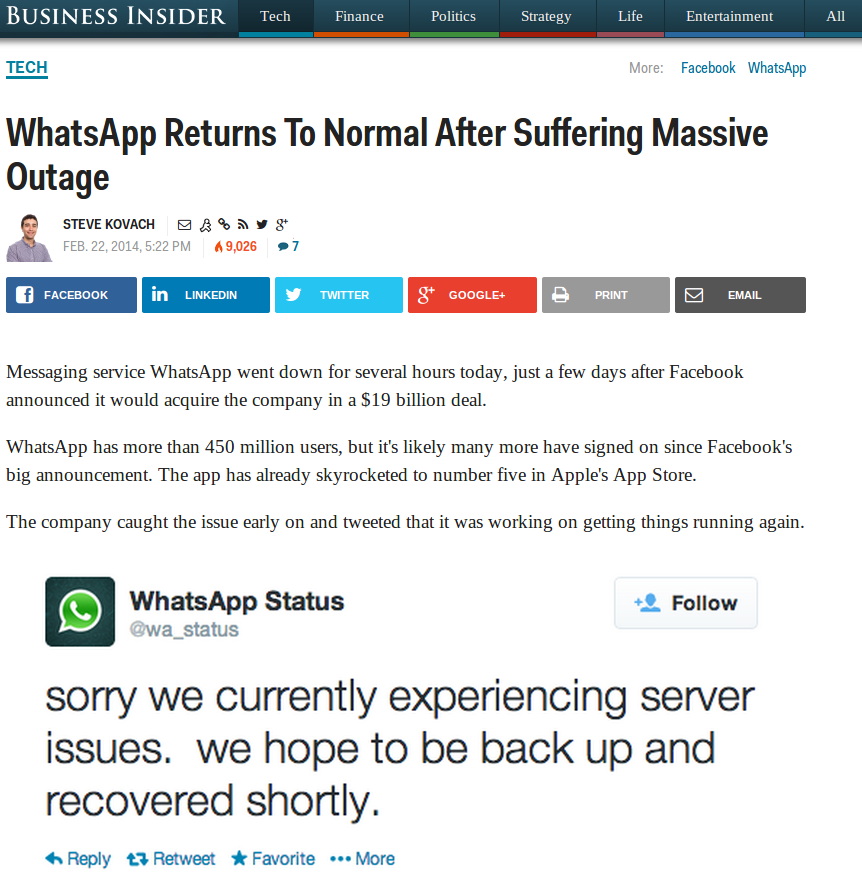 BUSINESS INSIDER Tech Finance Politics Strategy Life Entertainment All
TECH More: Facebook WhatsApp
WhatsApp Returns To Normal After Suffering Massive
Outage
STEVE KOVACH
FEB. 22, 2014, 5:22 PM 9,026 7
FACEBOOK LINKEDIN TWITTER GOOGLE+ PRINT EMAIL
Messaging service WhatsApp went down for several hours today, just a few days after Facebook
announced it would acquire the company in a $19 billion deal.
WhatsApp has more than 450 million users, but it's likely many more have signed on since Facebook's
big announcement. The app has already skyrocketed to number five in Apple's App Store.
The company caught the issue early on and tweeted that it was working on getting things running again.
WhatsApp Status Follow
@wa_status
sorry we currently experiencing server
issues.  we hope to be back up and
recovered shortly.
Reply Retweet Favorite More